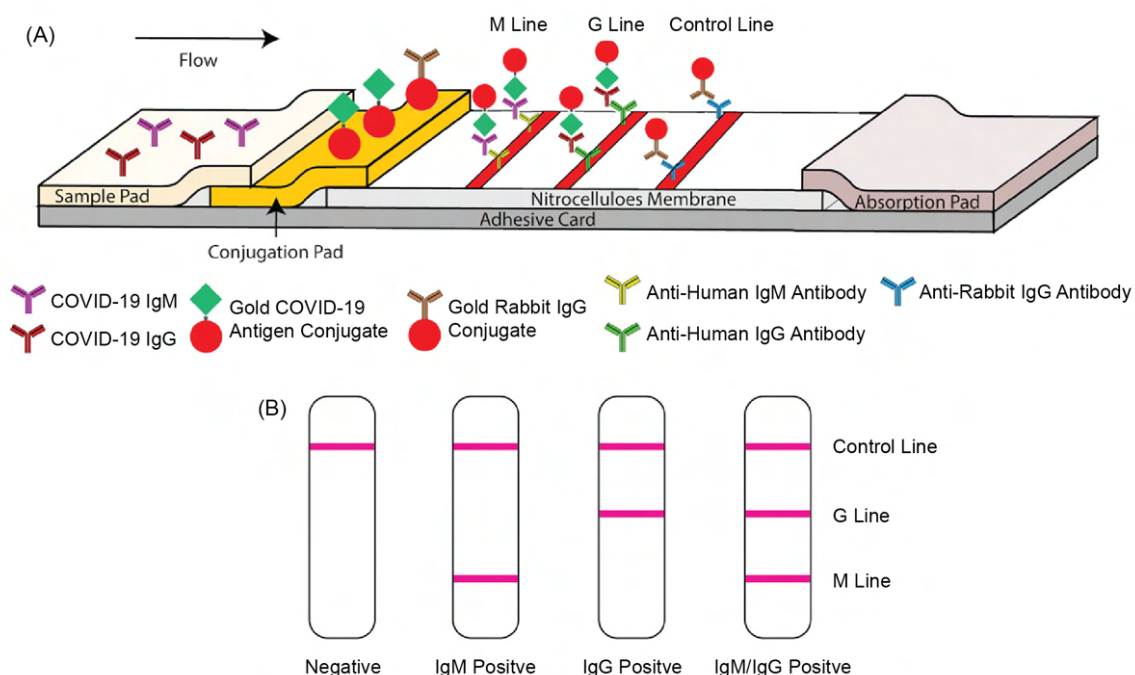 (A)
Flow
M Line
G Line
Control Line
Sample Pad
Nitrocelluloes Membrane
Absorption Pad
Adhesive Card
Conjugation Pad
COVID-19 IgM
COVID-19 IgG
Gold COVID-19
Antigen Conjugate
Gold Rabbit IgG
Conjugate
Anti-Human IgM Antibody
Anti-Human IgG Antibody
Anti-Rabbit IgG Antibody
(B)
Control Line
G Line
M Line
Negative
IgM Positve
IgG Positve
IgM/IgG Positve